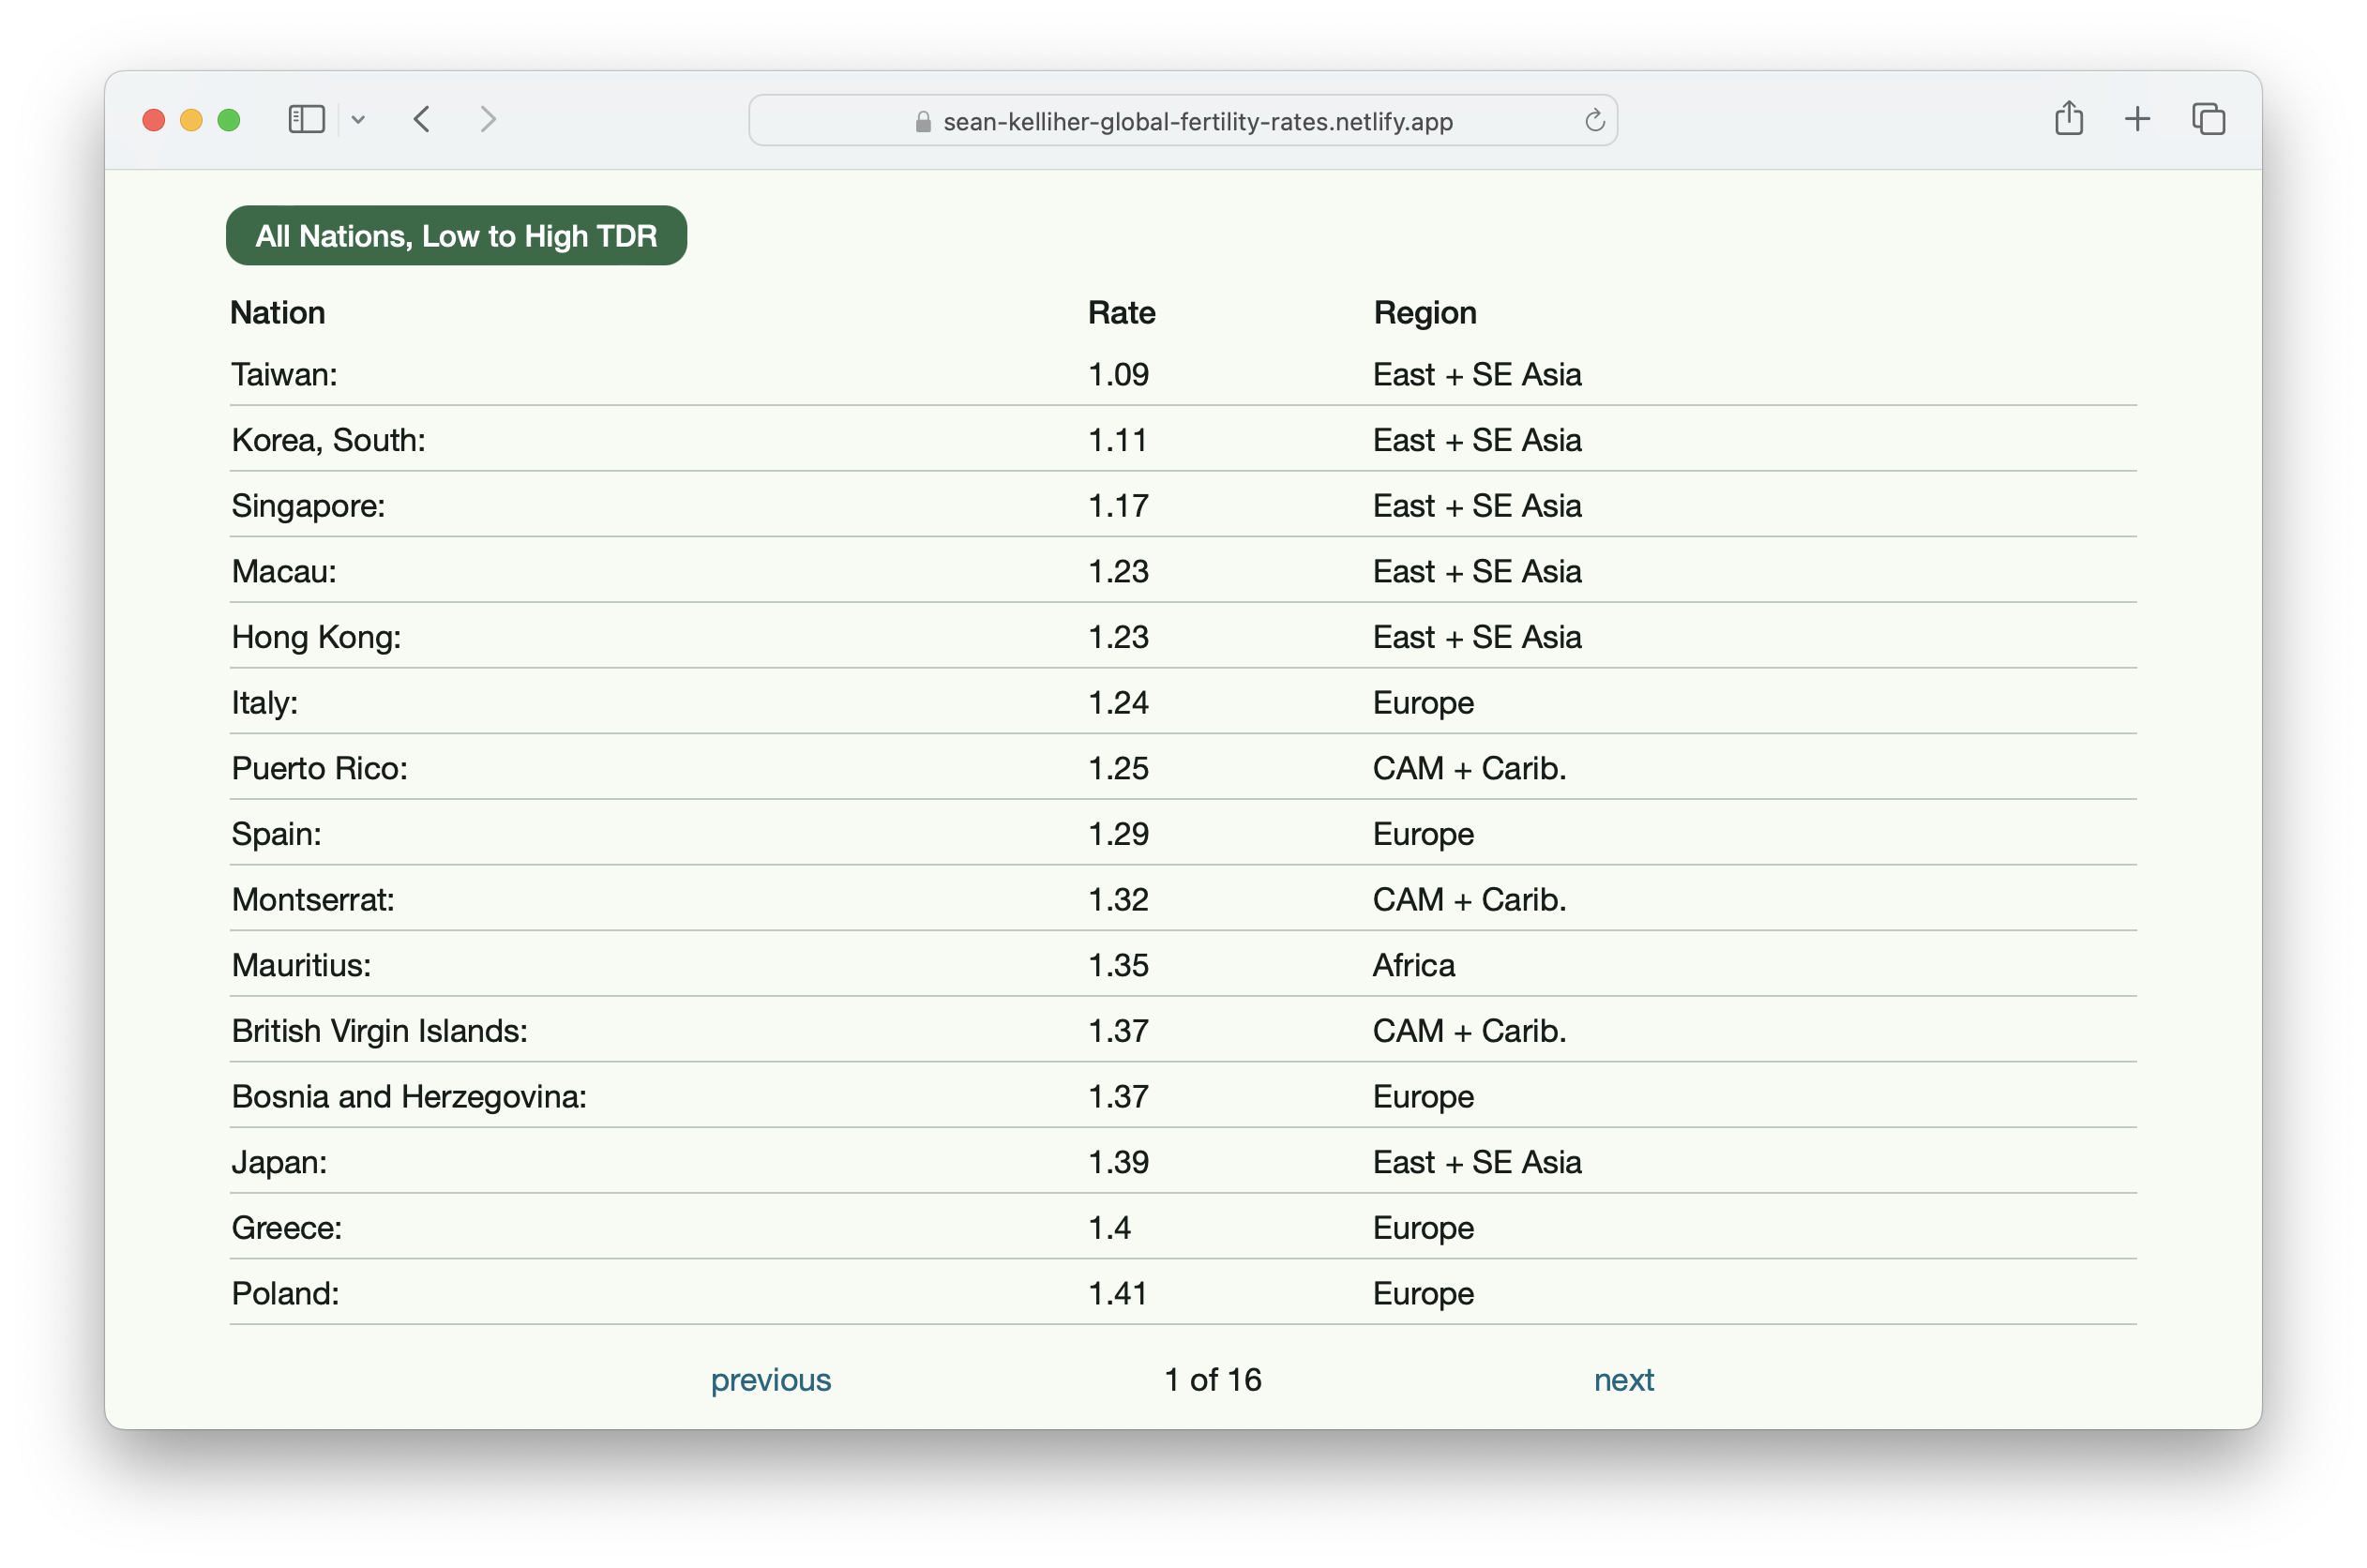 sean-kelliher-global-fertility-rates.netlify.app
All Nations, Low to High TDR
Nation Rate Region
Taiwan: 1.09 East + SE Asia
Korea, South: 1.11 East + SE Asia
Singapore: 1.17 East + SE Asia
Macau: 1.23 East + SE Asia
Hong Kong: 1.23 East + SE Asia
Italy: 1.24 Europe
Puerto Rico: 1.25 CAM + Carib.
Spain: 1.29 Europe
Montserrat: 1.32 CAM + Carib.
Mauritius: 1.35 Africa
British Virgin Islands: 1.37 CAM + Carib.
Bosnia and Herzegovina: 1.37 Europe
Japan: 1.39 East + SE Asia
Greece: 1.4 Europe
Poland: 1.41 Europe
previous 1 of 16 next